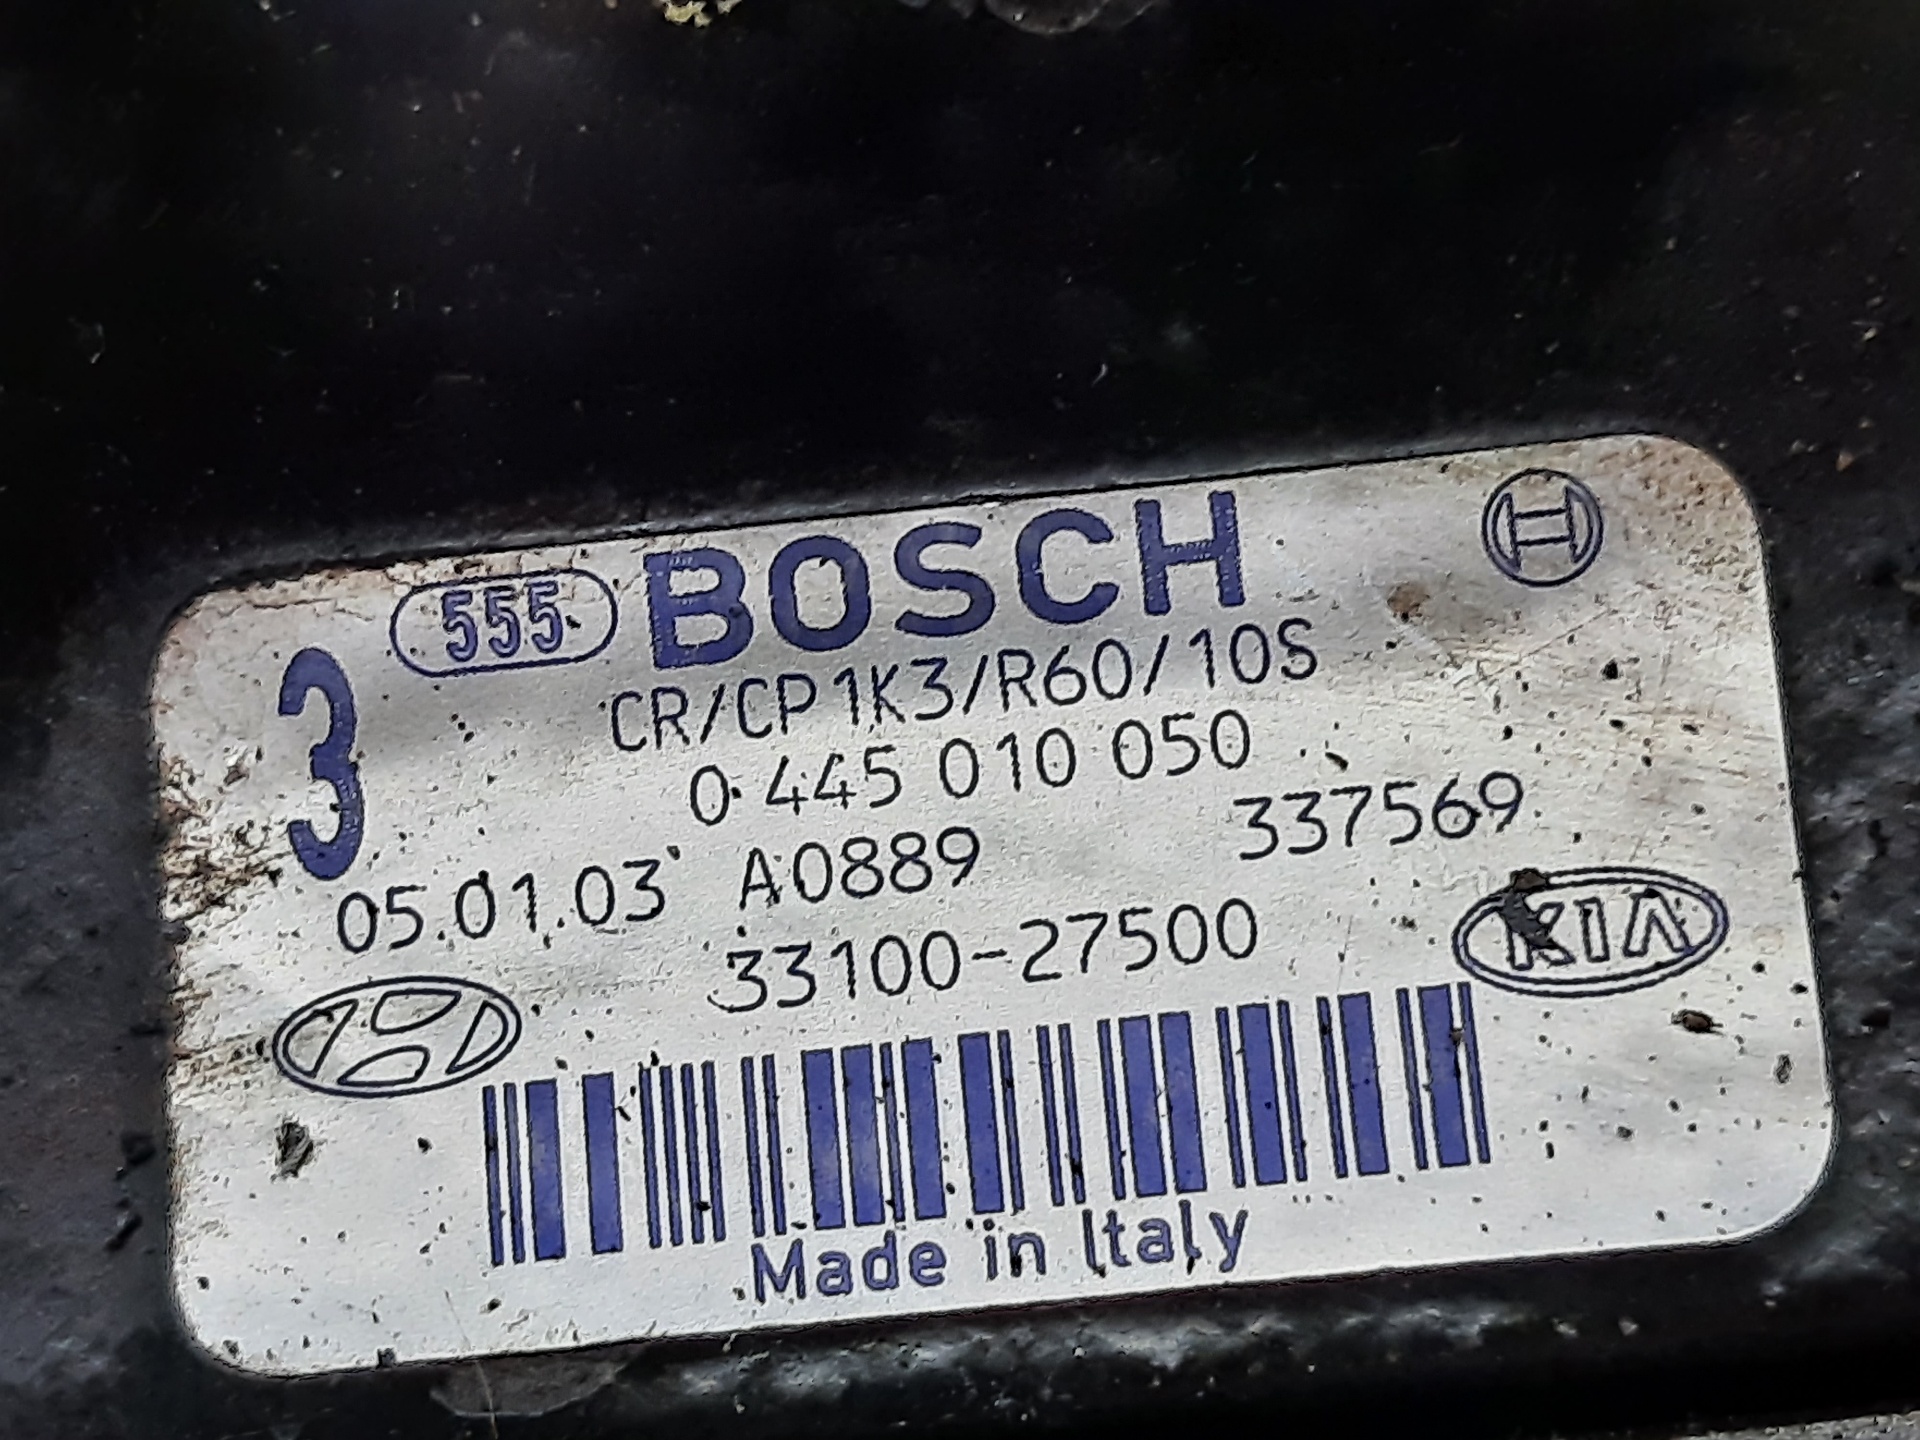 555 BOSCH
3
CR/CP1K3/R60/10S
0 445 010 050
05.01.03 A0889 337569
33100-27500
KIA
Made in Italy